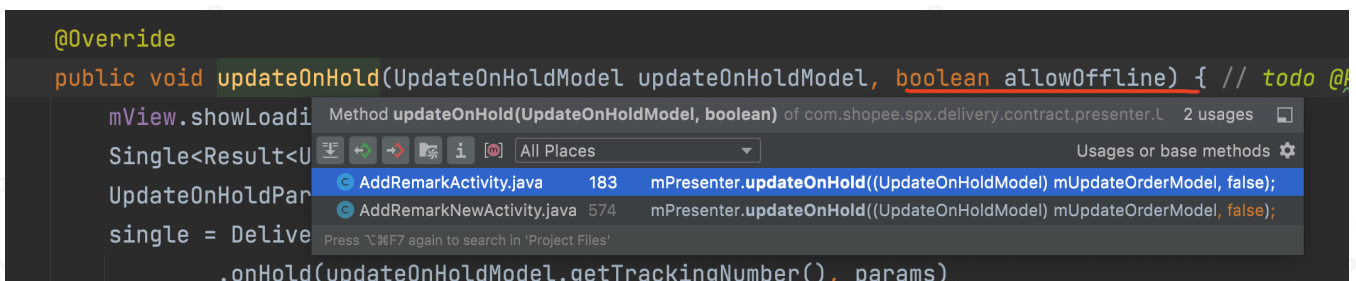 @Override
public void updateOnHold(UpdateOnHoldModel updateOnHoldModel, boolean allowOffline) { // todo
mView.showLoadi
Method updateOnHold(UpdateOnHoldModel, boolean) of com.shopee.spx.delivery.contract.presenter.U 2 usages
Single<Result<U
All Places Usages or base methods
UpdateOnHoldPar
AddRemarkActivity.java 183 mPresenter.updateOnHold((UpdateOnHoldModel) mUpdateOrderModel, false);
AddRemarkNewActivity.java 574 mPresenter.updateOnHold((UpdateOnHoldModel) mUpdateOrderModel, false);
single = Delive
Press ⌥⌘F7 again to search in 'Project Files'
.onHold(updateOnHoldModel.getTrackingNumber(), params)